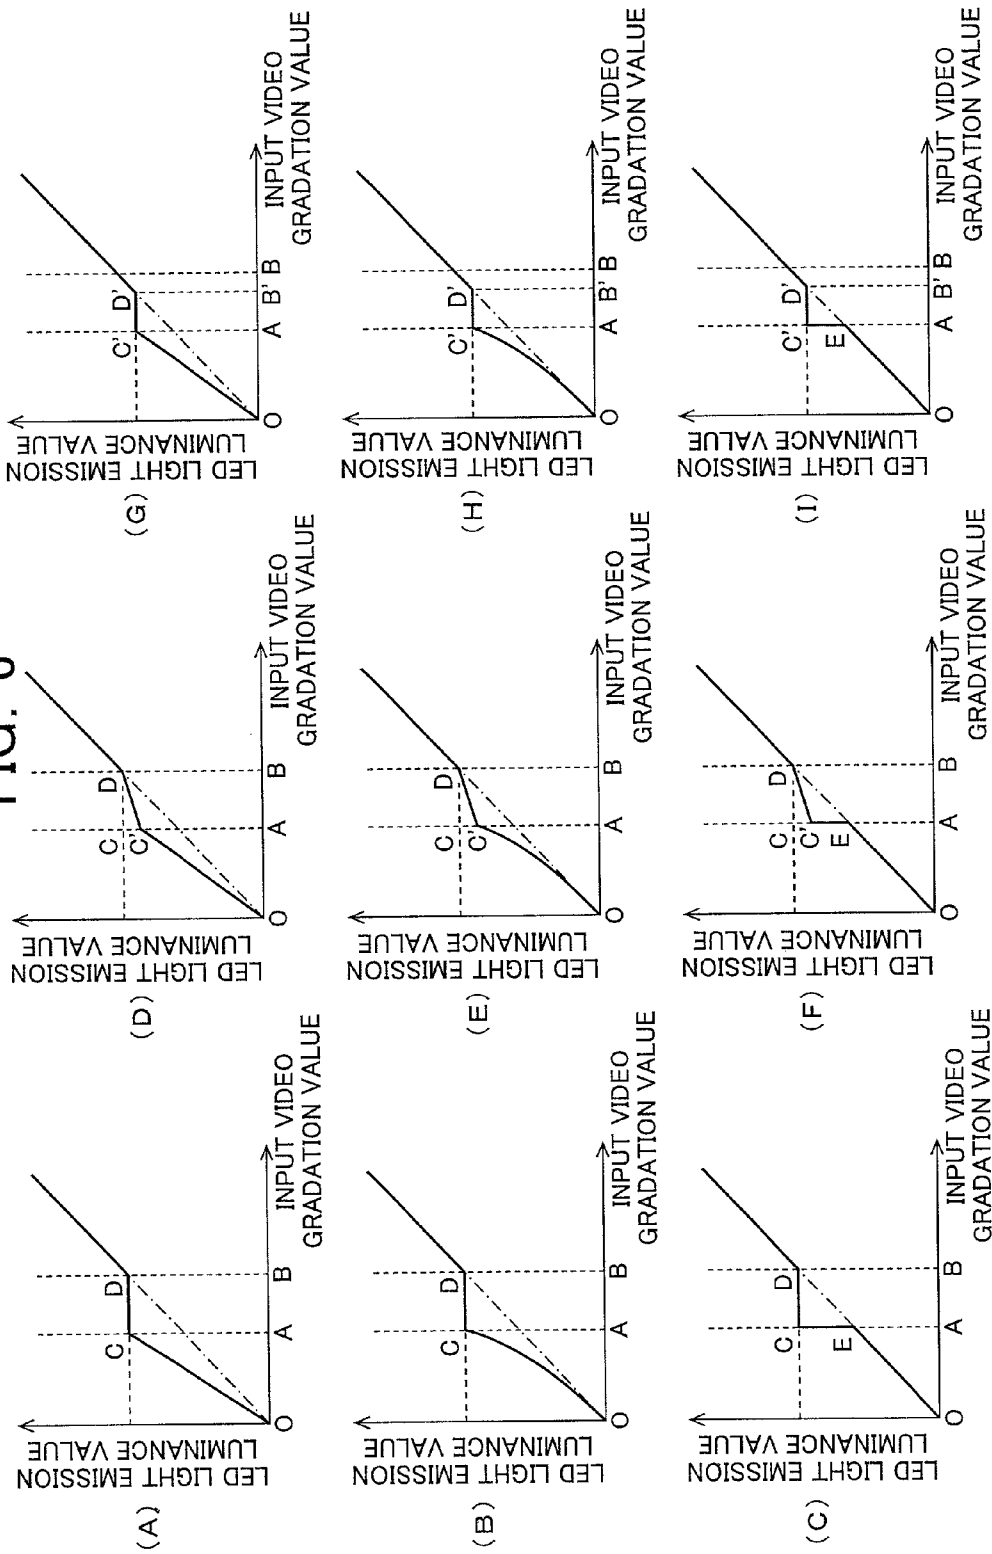 FIG.
(A)
LED LIGHT EMISSION
LUMINANCE VALUE
C
D
O
A
B
INPUT VIDEO
GRADATION VALUE
(B)
LED LIGHT EMISSION
LUMINANCE VALUE
C
D
O
A
B
INPUT VIDEO
GRADATION VALUE
(C)
LED LIGHT EMISSION
LUMINANCE VALUE
C
D
E
O
A
B
INPUT VIDEO
GRADATION VALUE
(D)
LED LIGHT EMISSION
LUMINANCE VALUE
C
D
C'
O
A
B
INPUT VIDEO
GRADATION VALUE
(E)
LED LIGHT EMISSION
LUMINANCE VALUE
C
D
C'
O
A
B
INPUT VIDEO
GRADATION VALUE
(F)
LED LIGHT EMISSION
LUMINANCE VALUE
C
D
C'
E
O
A
B
INPUT VIDEO
GRADATION VALUE
(G)
LED LIGHT EMISSION
LUMINANCE VALUE
C'
D'
O
A
B' B
INPUT VIDEO
GRADATION VALUE
(H)
LED LIGHT EMISSION
LUMINANCE VALUE
C'
D'
O
A
B' B
INPUT VIDEO
GRADATION VALUE
(I)
LED LIGHT EMISSION
LUMINANCE VALUE
C'
D'
E
O
A
B' B
INPUT VIDEO
GRADATION VALUE